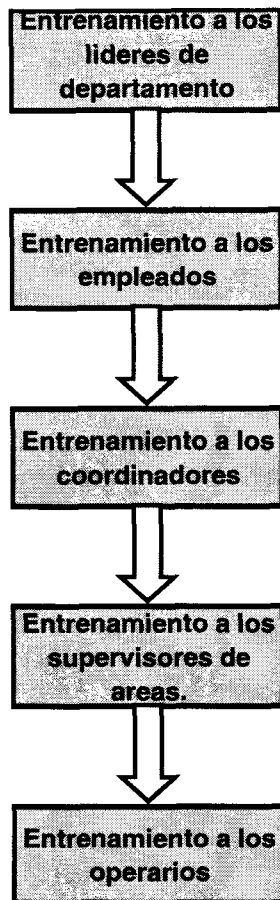 Entrenamiento a los
lideres de
departamento
Entrenamiento a los
empleados
Entrenamiento a los
coordinadores
Entrenamiento a los
supervisores de
areas.
Entrenamiento a los
operarios